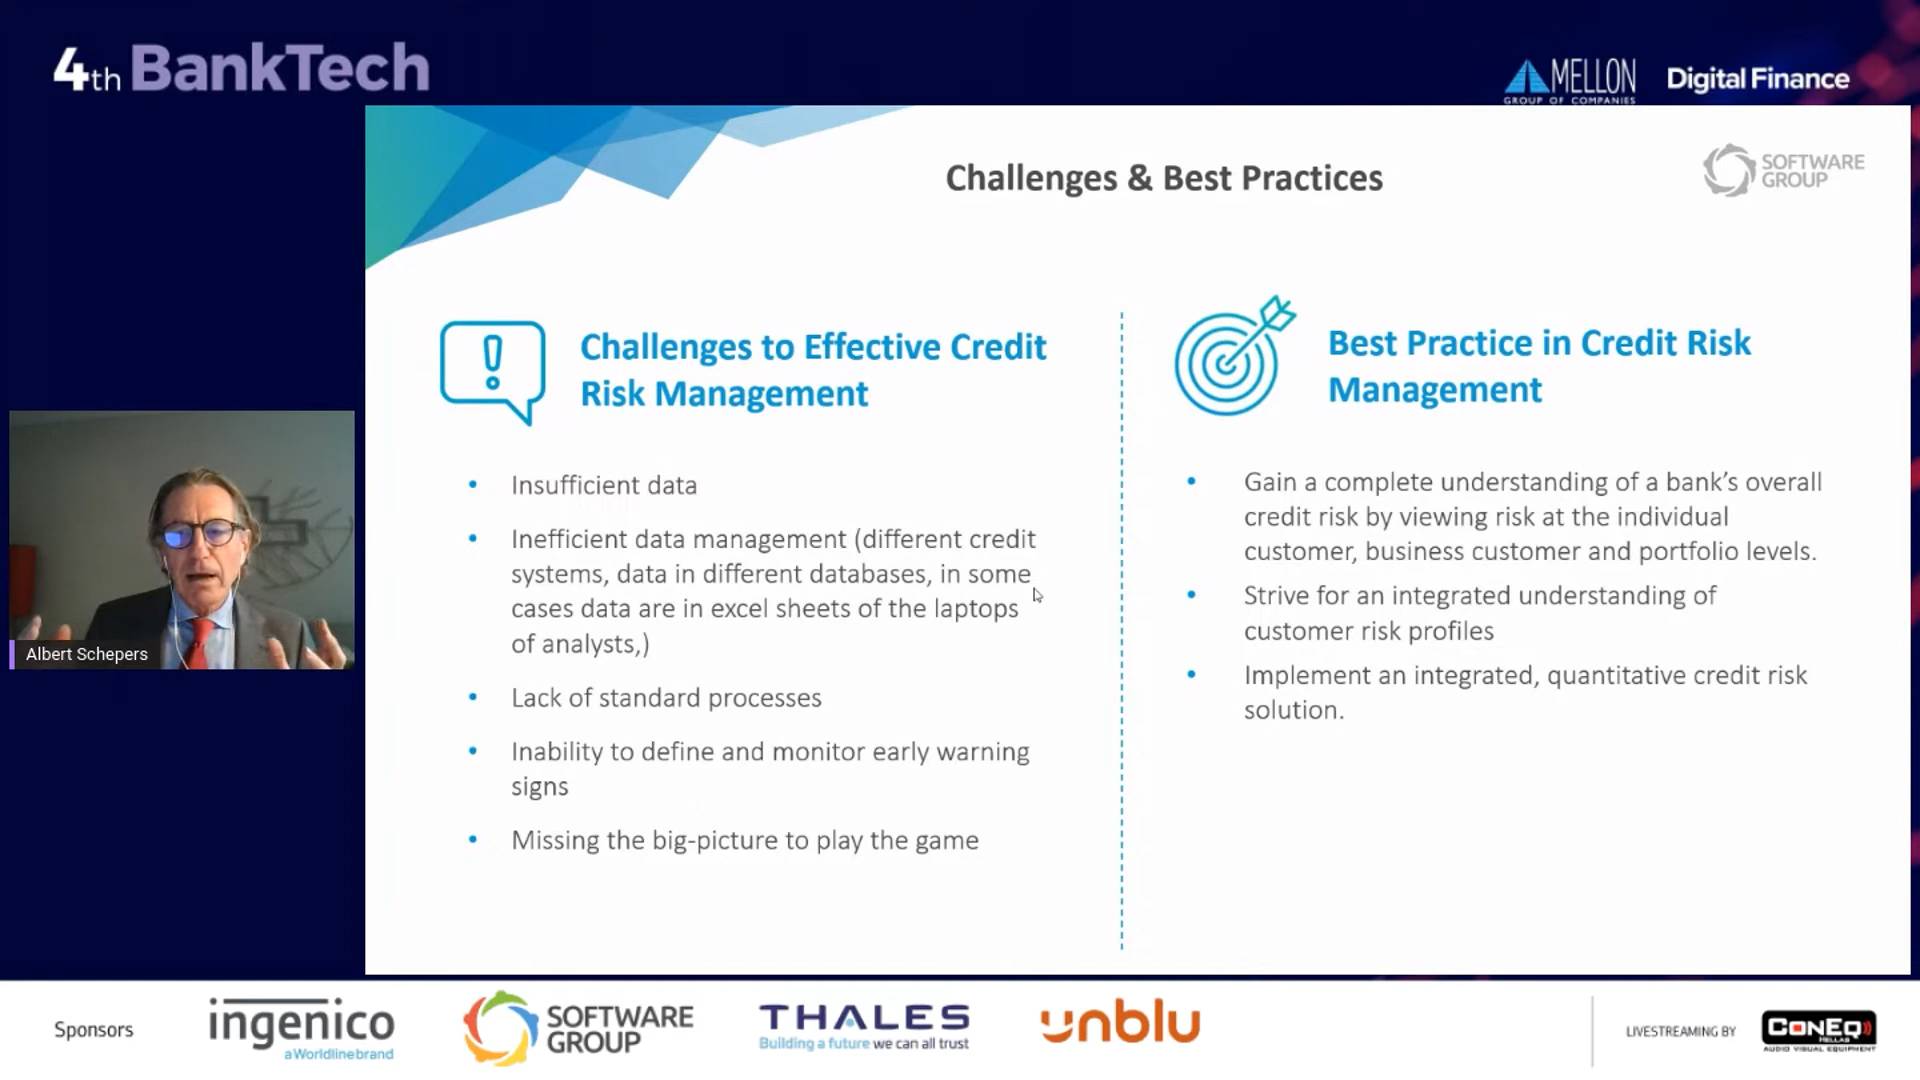 4th BankTech
MELLON
GROUP OF COMPANIES
Digital Finance
Challenges & Best Practices
SOFTWARE
GROUP
Challenges to Effective Credit
Risk Management
• Insufficient data
• Inefficient data management (different credit
systems, data in different databases, in some
cases data are in excel sheets of the laptops
of analysts,)
• Lack of standard processes
• Inability to define and monitor early warning
signs
• Missing the big-picture to play the game
Best Practice in Credit Risk
Management
• Gain a complete understanding of a bank’s overall
credit risk by viewing risk at the individual
customer, business customer and portfolio levels.
• Strive for an integrated understanding of
customer risk profiles
• Implement an integrated, quantitative credit risk
solution.
Albert Schepers
Sponsors
ingenico
a Worldline brand
SOFTWARE
GROUP
THALES
Building a future we can all trust
unblu
LIVESTREAMING BY
CONEQ
HELLAS
AUDIO VISUAL EQUIPMENT